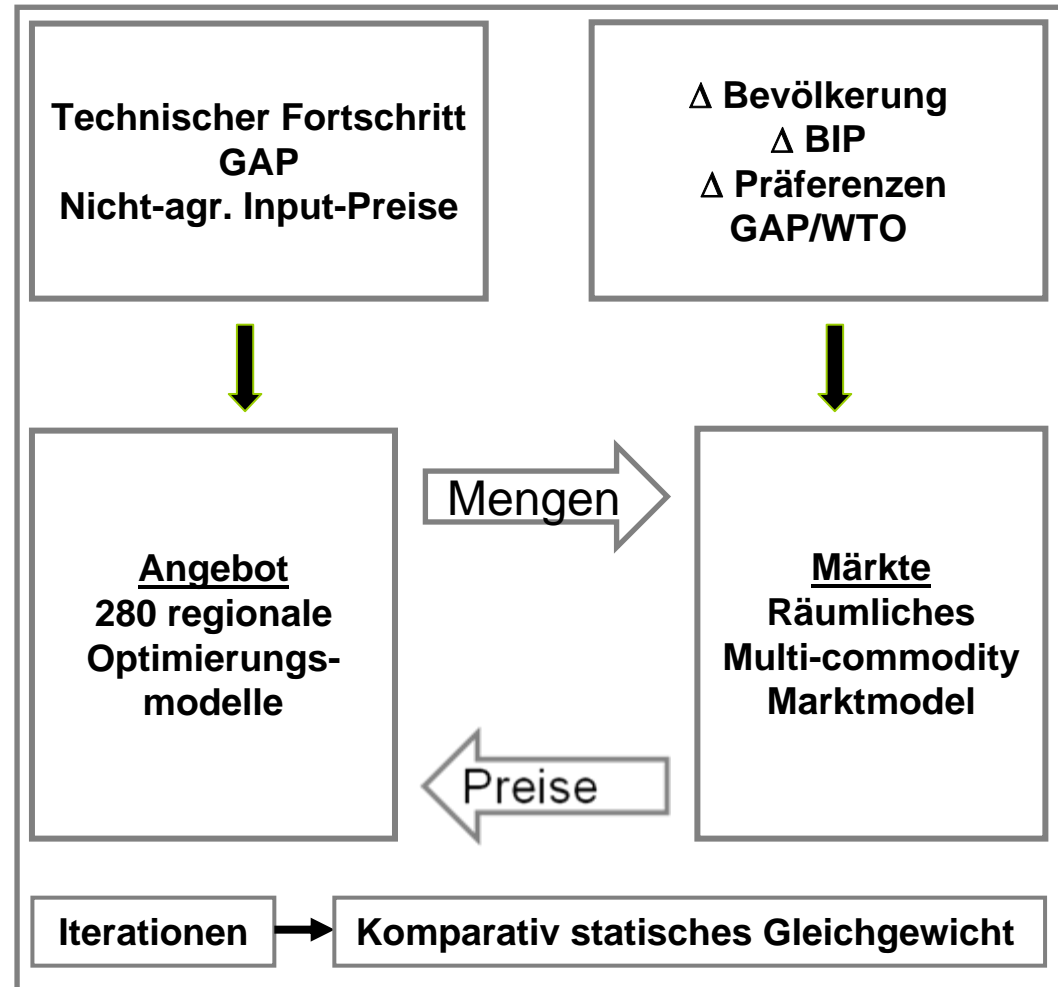 Technischer Fortschritt
GAP
Nicht-agr. Input-Preise
Δ Bevölkerung
Δ BIP
Δ Präferenzen
GAP/WTO
Angebot
280 regionale
Optimierungs-
modelle
Mengen
Preise
Märkte
Räumliches
Multi-commodity
Marktmodel
Iterationen
Komparativ statisches Gleichgewicht